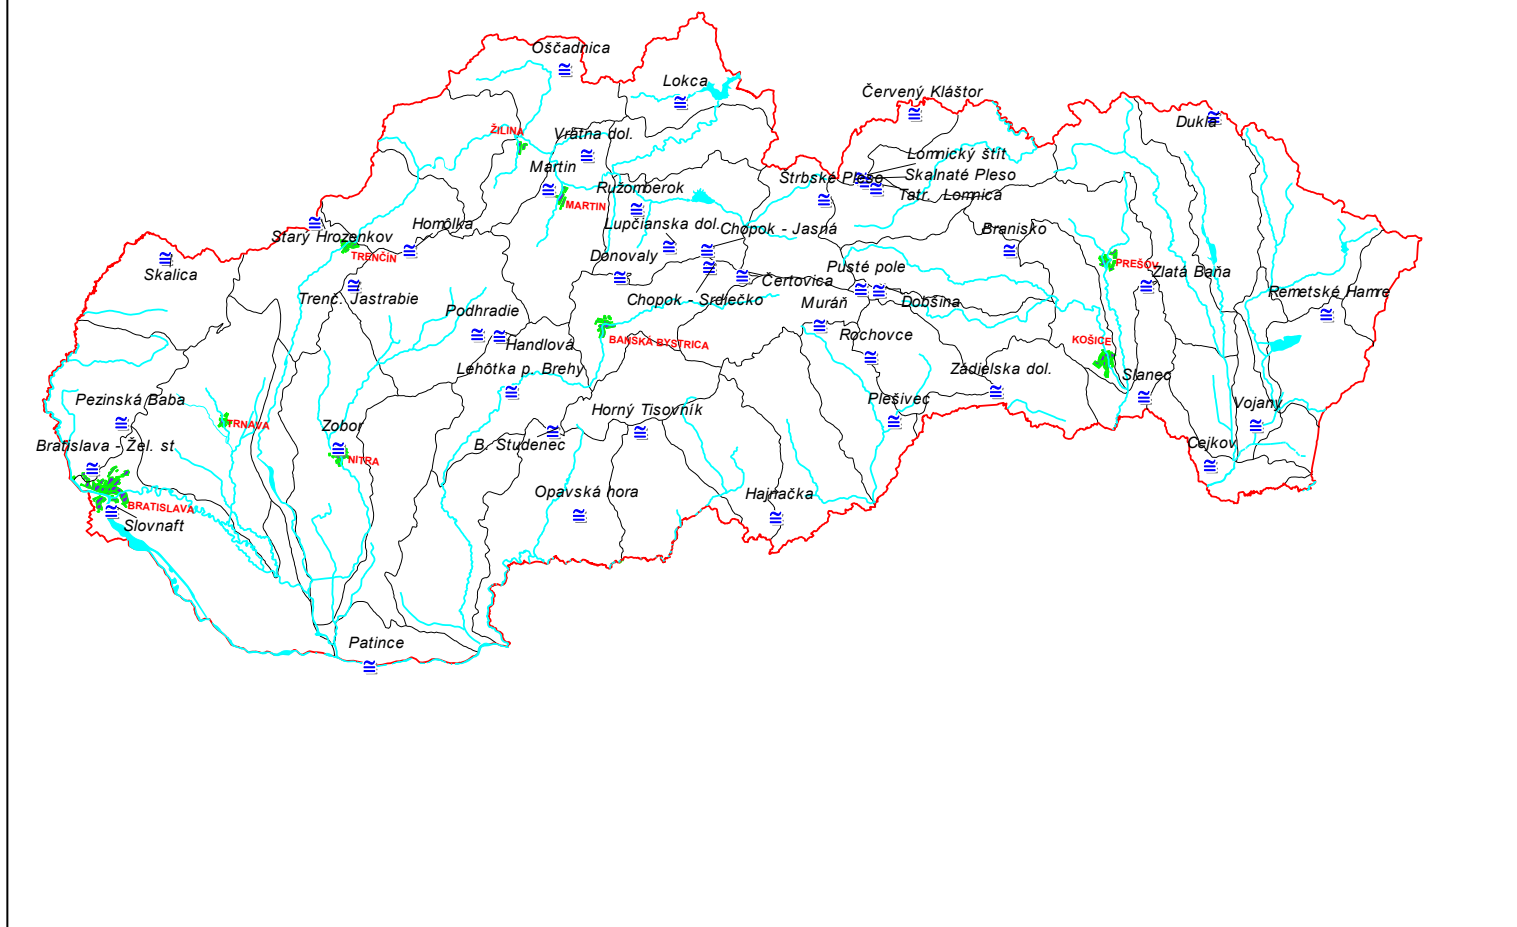 Oščadnica
Lokca
Červený Kláštor
Dukla
ŽILINA
Vrátna dol.
Lomnický štít
Martin
Skalnaté Pleso
Štrbské Pleso
Ružomberok
Tatr. Lomnica
MARTIN
Homôlka
Lupčianska dol.
Chopok - Jasná
Branisko
Starý Hrozenkov
TRENČÍN
Donovaly
PREŠOV
Skalica
Pusté pole
Zlatá Baňa
Čertovica
Remetské Hamre
Trenč. Jastrabie
Chopok - Srdiečko
Muráň
Dobšina
Podhradie
Handlová
BANSKÁ BYSTRICA
Rochovce
KOŠICE
Lehôtka p. Brehy
Zádielska dol.
Slanec
Pezinská Baba
Plešivec
Vojany
Horný Tisovník
TRNAVA
Zobor
B. Studenec
Cejkov
Bratislava - Žel. st
NITRA
Opavská hora
Hajnačka
BRATISLAVA
Slovnaft
Patince